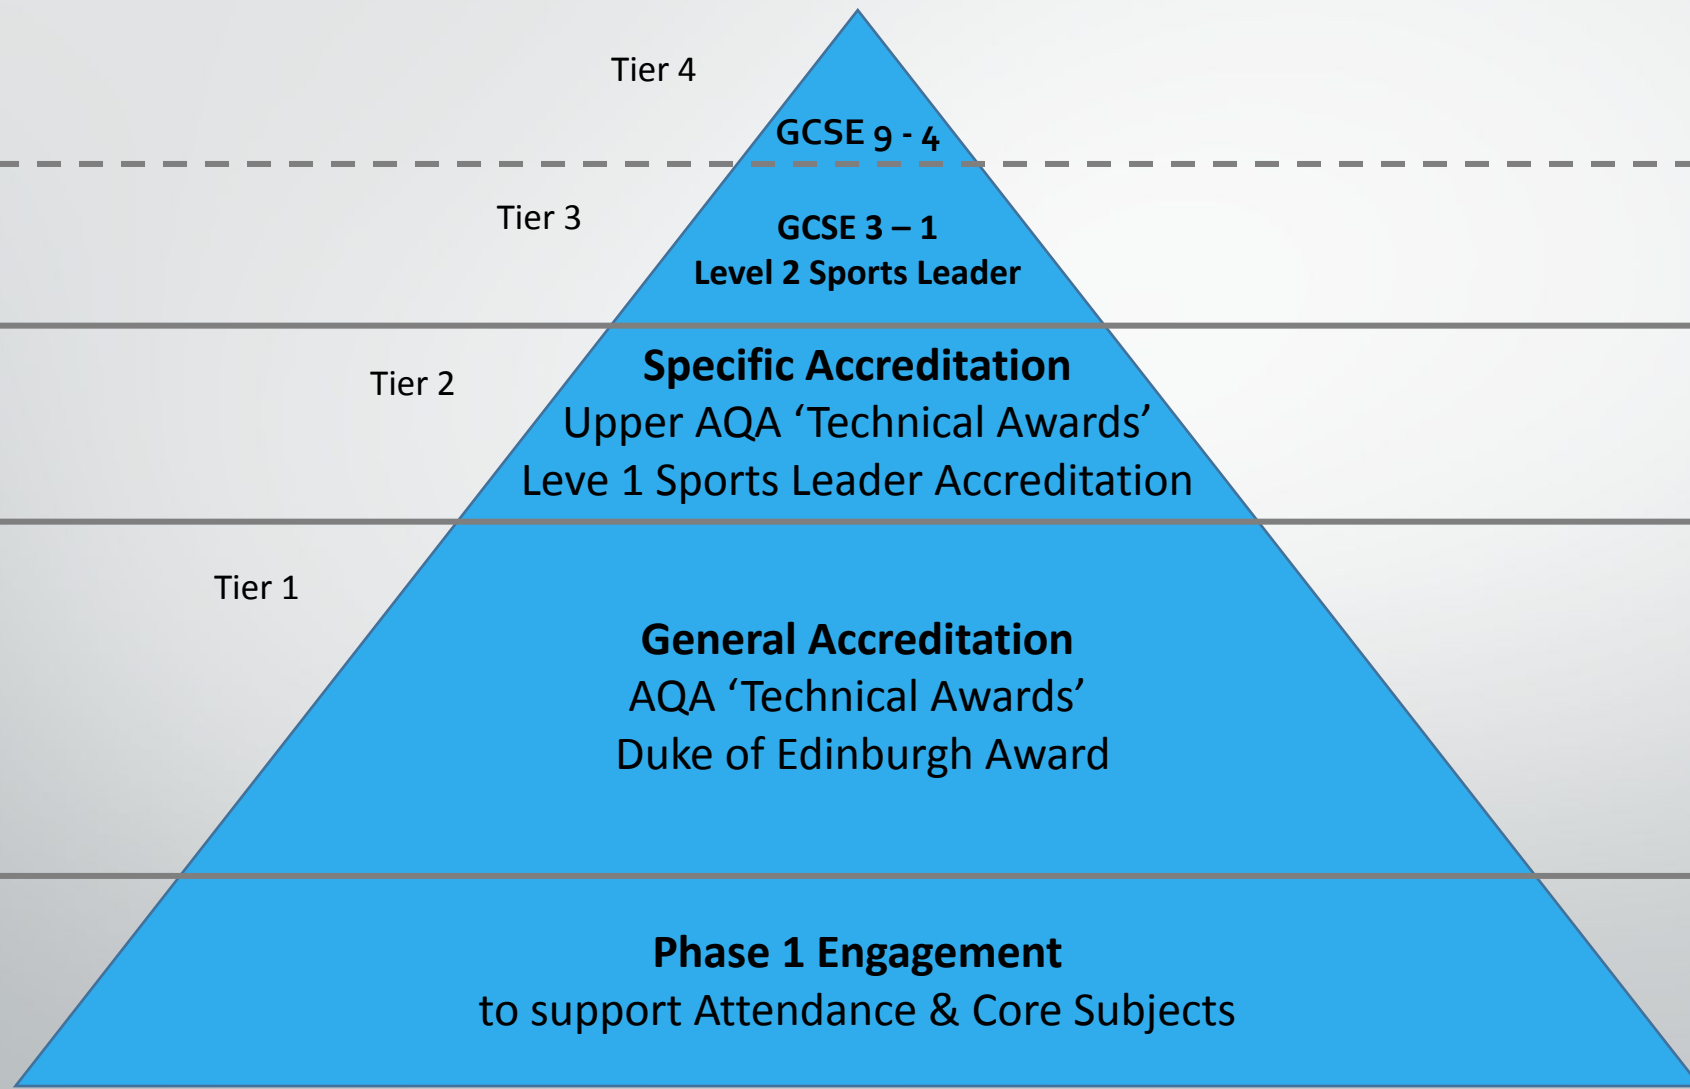 Tier 4
GCSE 9 - 4
Tier 3
GCSE 3 – 1
Level 2 Sports Leader
Tier 2
Specific Accreditation
Upper AQA ‘Technical Awards’
Leve 1 Sports Leader Accreditation
Tier 1
General Accreditation
AQA ‘Technical Awards’
Duke of Edinburgh Award
Phase 1 Engagement
to support Attendance & Core Subjects